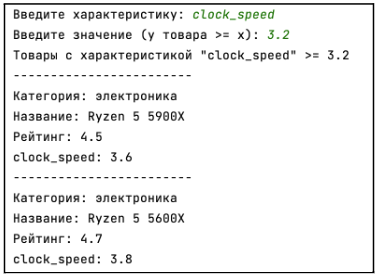 Введите характеристику: clock_speed
Введите значение (у товара >= x): 3.2
Товары с характеристикой "clock_speed" >= 3.2
------------------------
Категория: электроника
Название: Ryzen 5 5900X
Рейтинг: 4.5
clock_speed: 3.6
------------------------
Категория: электроника
Название: Ryzen 5 5600X
Рейтинг: 4.7
clock_speed: 3.8